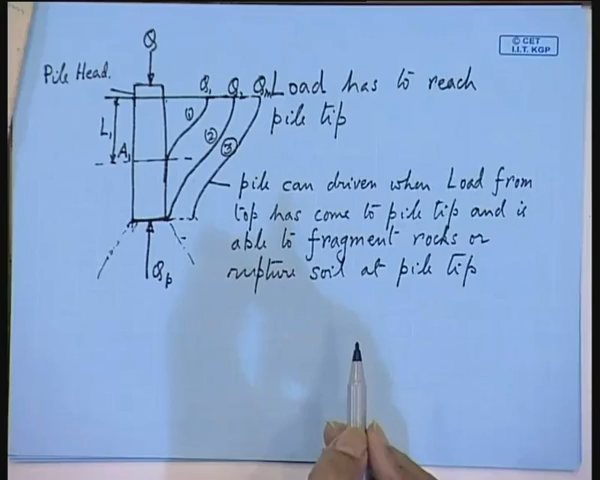 © CET
I.I.T. KGP
Q
Pile Head.
Q1 Q2 Qm Load has to reach
pile tip
L1
A1
1
2
3
pile can driven when Load from
top has come to pile tip and is
able to fragment rocks or
rupture soil at pile tip
Qp